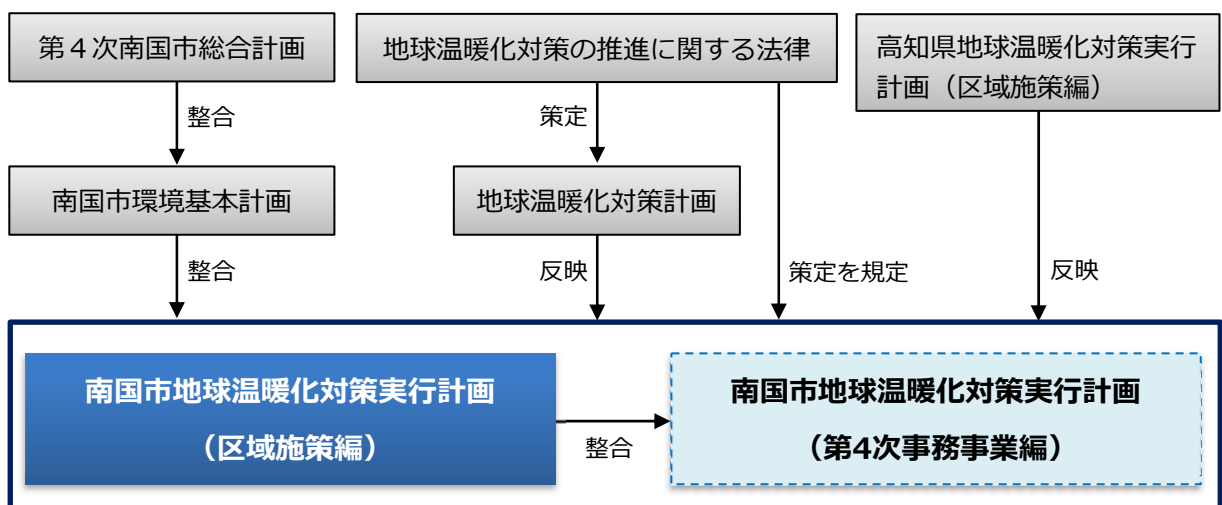 第４次南国市総合計画
地球温暖化対策の推進に関する法律
高知県地球温暖化対策実行
計画（区域施策編）
整合
策定
南国市環境基本計画
地球温暖化対策計画
整合
反映
策定を規定
反映
南国市地球温暖化対策実行計画
（区域施策編）
整合
南国市地球温暖化対策実行計画
（第4次事務事業編）